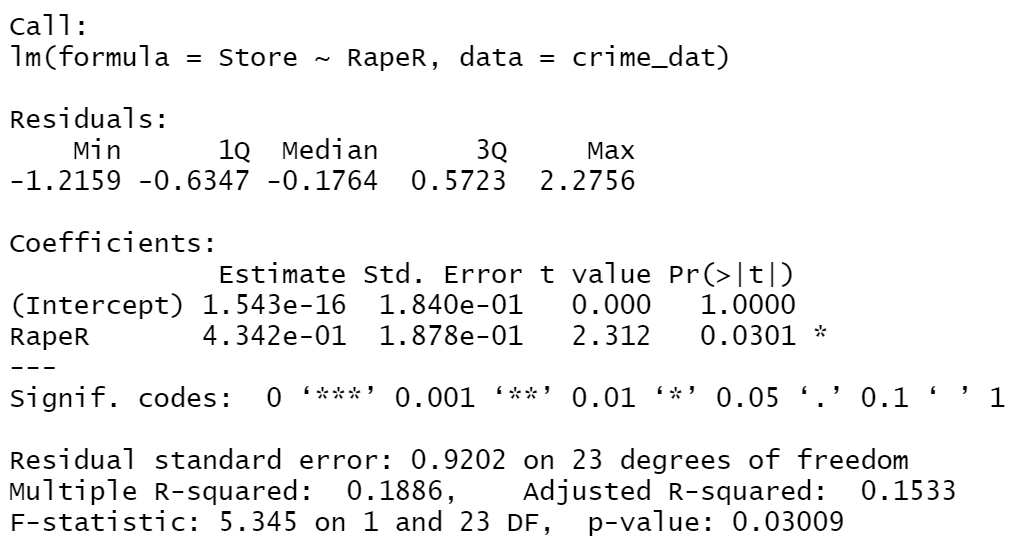 Call:
lm(formula = Store ~ RapeR, data = crime_dat)
Residuals:
Min 1Q Median 3Q Max
-1.2159 -0.6347 -0.1764 0.5723 2.2756
Coefficients:
Estimate Std. Error t value Pr(>|t|)
(Intercept) 1.543e-16 1.840e-01 0.000 1.0000
RapeR 4.342e-01 1.878e-01 2.312 0.0301 *
---
Signif. codes: 0 ‘***’ 0.001 ‘**’ 0.01 ‘*’ 0.05 ‘.’ 0.1 ‘ ’ 1
Residual standard error: 0.9202 on 23 degrees of freedom
Multiple R-squared: 0.1886, Adjusted R-squared: 0.1533
F-statistic: 5.345 on 1 and 23 DF, p-value: 0.03009